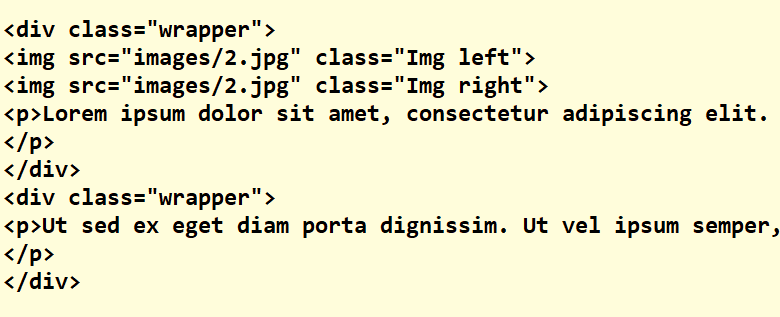 <div class="wrapper">
<img src="images/2.jpg" class="Img left">
<img src="images/2.jpg" class="Img right">
<p>Lorem ipsum dolor sit amet, consectetur adipiscing elit.
</p>
</div>
<div class="wrapper">
<p>Ut sed ex eget diam porta dignissim. Ut vel ipsum semper,
</p>
</div>